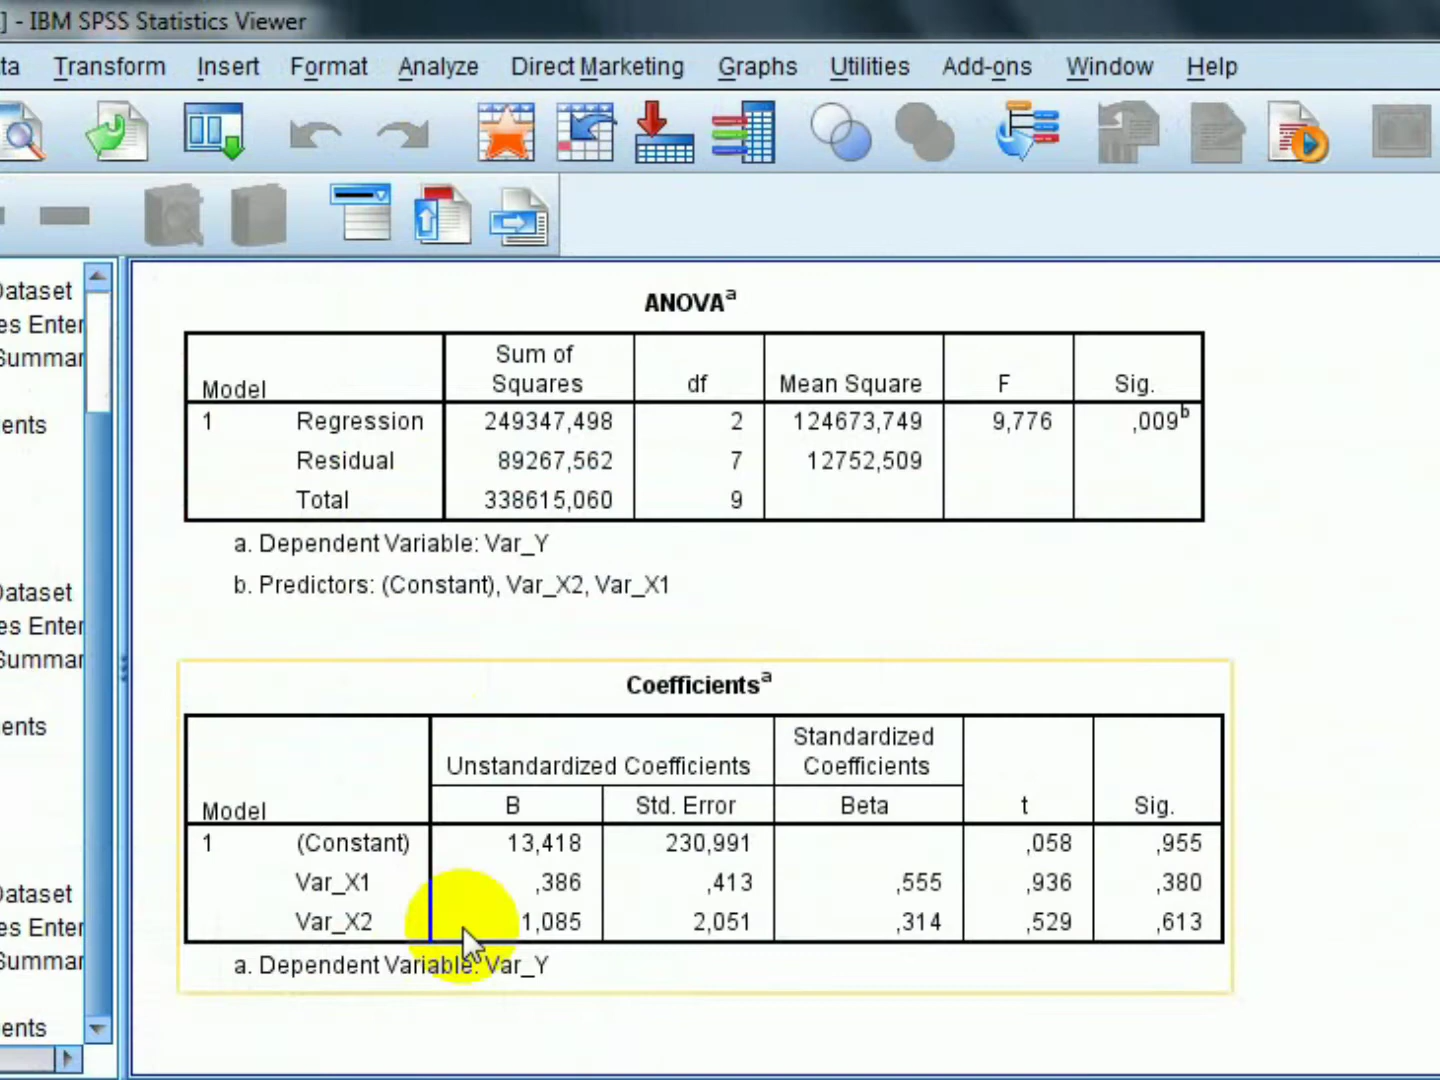 ] - IBM SPSS Statistics Viewer
ta Transform Insert Format Analyze Direct Marketing Graphs Utilities Add-ons Window Help
Dataset
es Enter
Summar
ents
Dataset
es Enter
Summar
ents
Dataset
es Enter
Summar
ents
ANOVAa
Model Sum of Squares df Mean Square F Sig.
1 Regression 249347,498 2 124673,749 9,776 ,009b
Residual 89267,562 7 12752,509
Total 338615,060 9
a. Dependent Variable: Var_Y
b. Predictors: (Constant), Var_X2, Var_X1
Coefficientsa
Unstandardized Coefficients Standardized Coefficients
Model B Std. Error Beta t Sig.
1 (Constant) 13,418 230,991 ,058 ,955
Var_X1 ,386 ,413 ,555 ,936 ,380
Var_X2 1,085 2,051 ,314 ,529 ,613
a. Dependent Variable: Var_Y